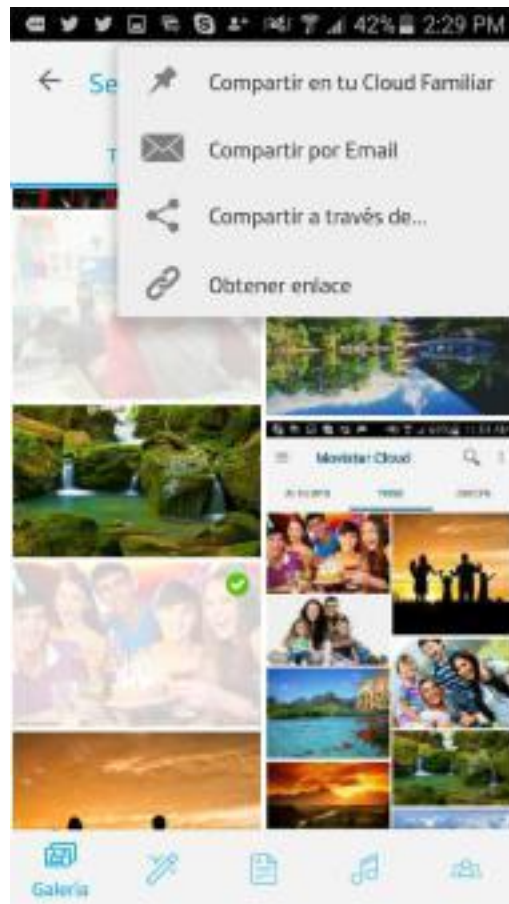 42% 2:29 PM
Se
Compartir en tu Cloud Familiar
T
Compartir por Email
Compartir a través de...
Obtener enlace
Movistar Cloud
Galería